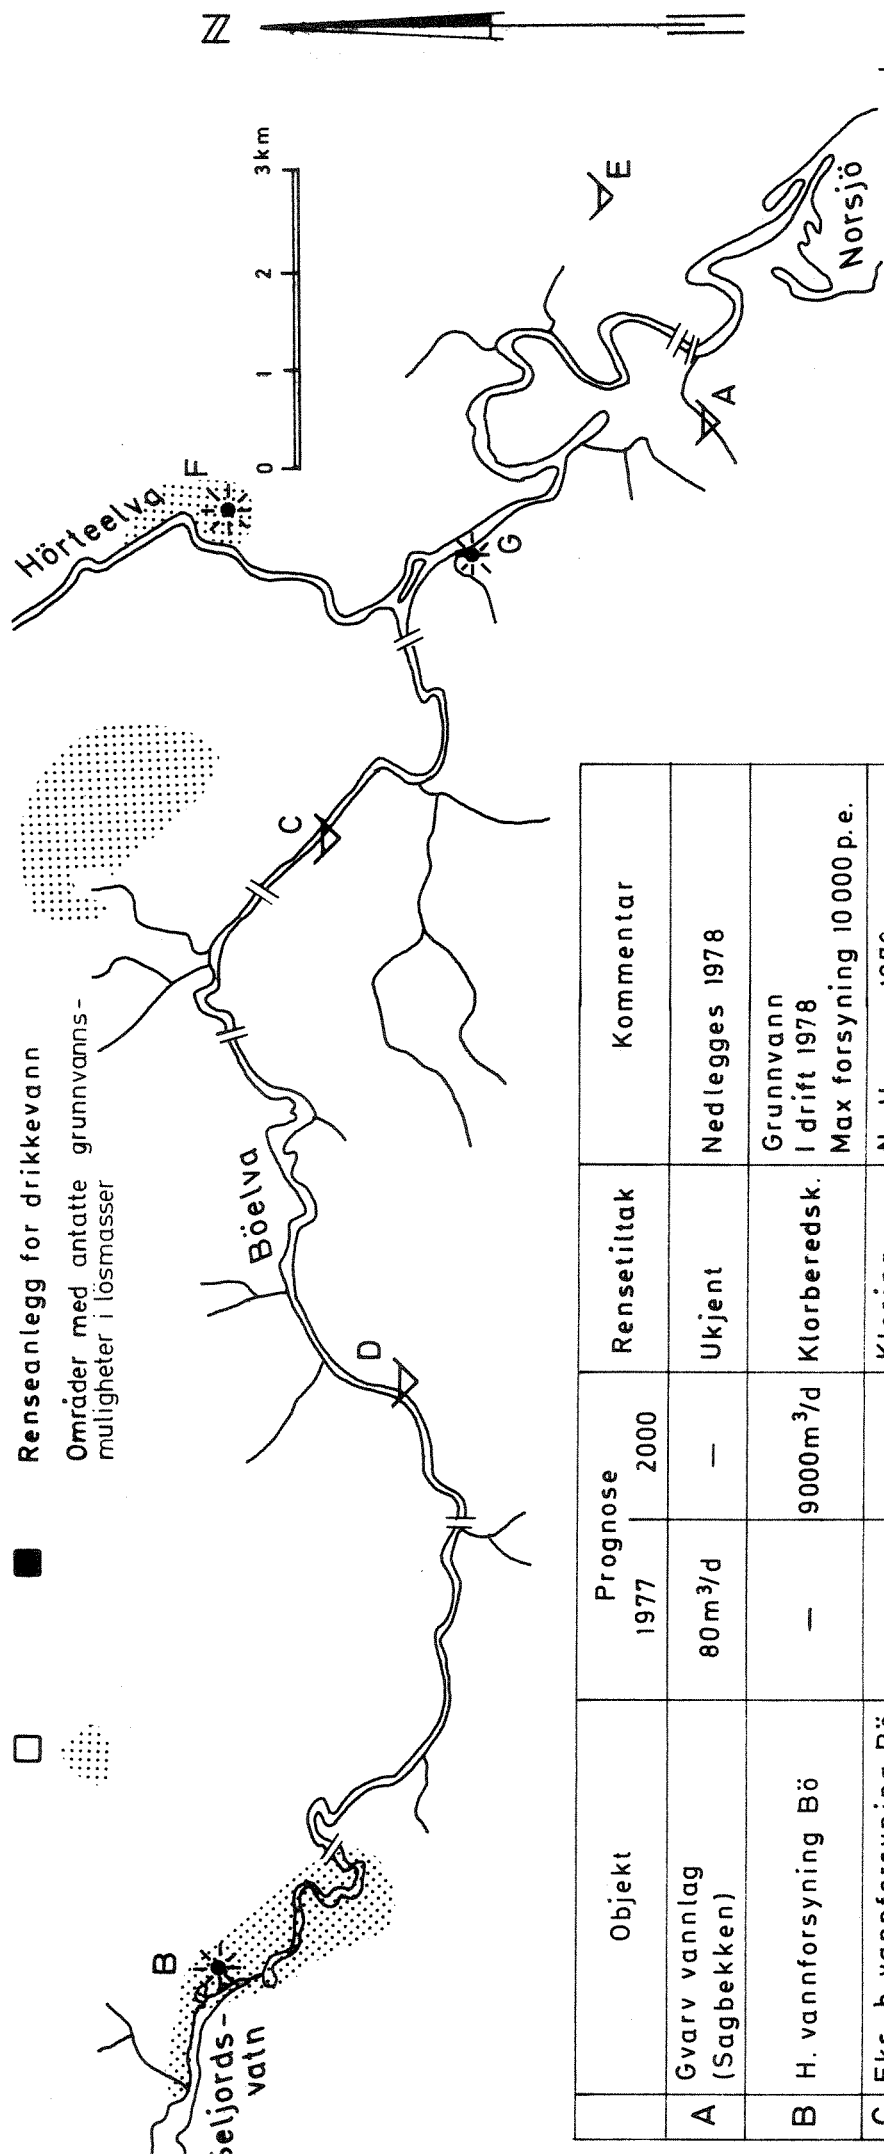 Renseanlegg for drikkevann
Områder med antatte grunnvanns-
muligheter i lösmasser
N
0 1 2 3km
Hörteelva
F
B
C
D
E
G
A
Böelva
Seljords-
vatn
Norsjö
Objekt
Prognose
1977 2000
Rensetiltak
Kommentar
A
Gvarv vannlag
(Sagbekken)
80m³/d
—
Ukjent
Nedlegges 1978
B
H. vannforsyning Bö
—
9000m³/d
Klorberedsk.
Grunnvann
I drift 1978
Max forsyning 10 000 p.e.
C